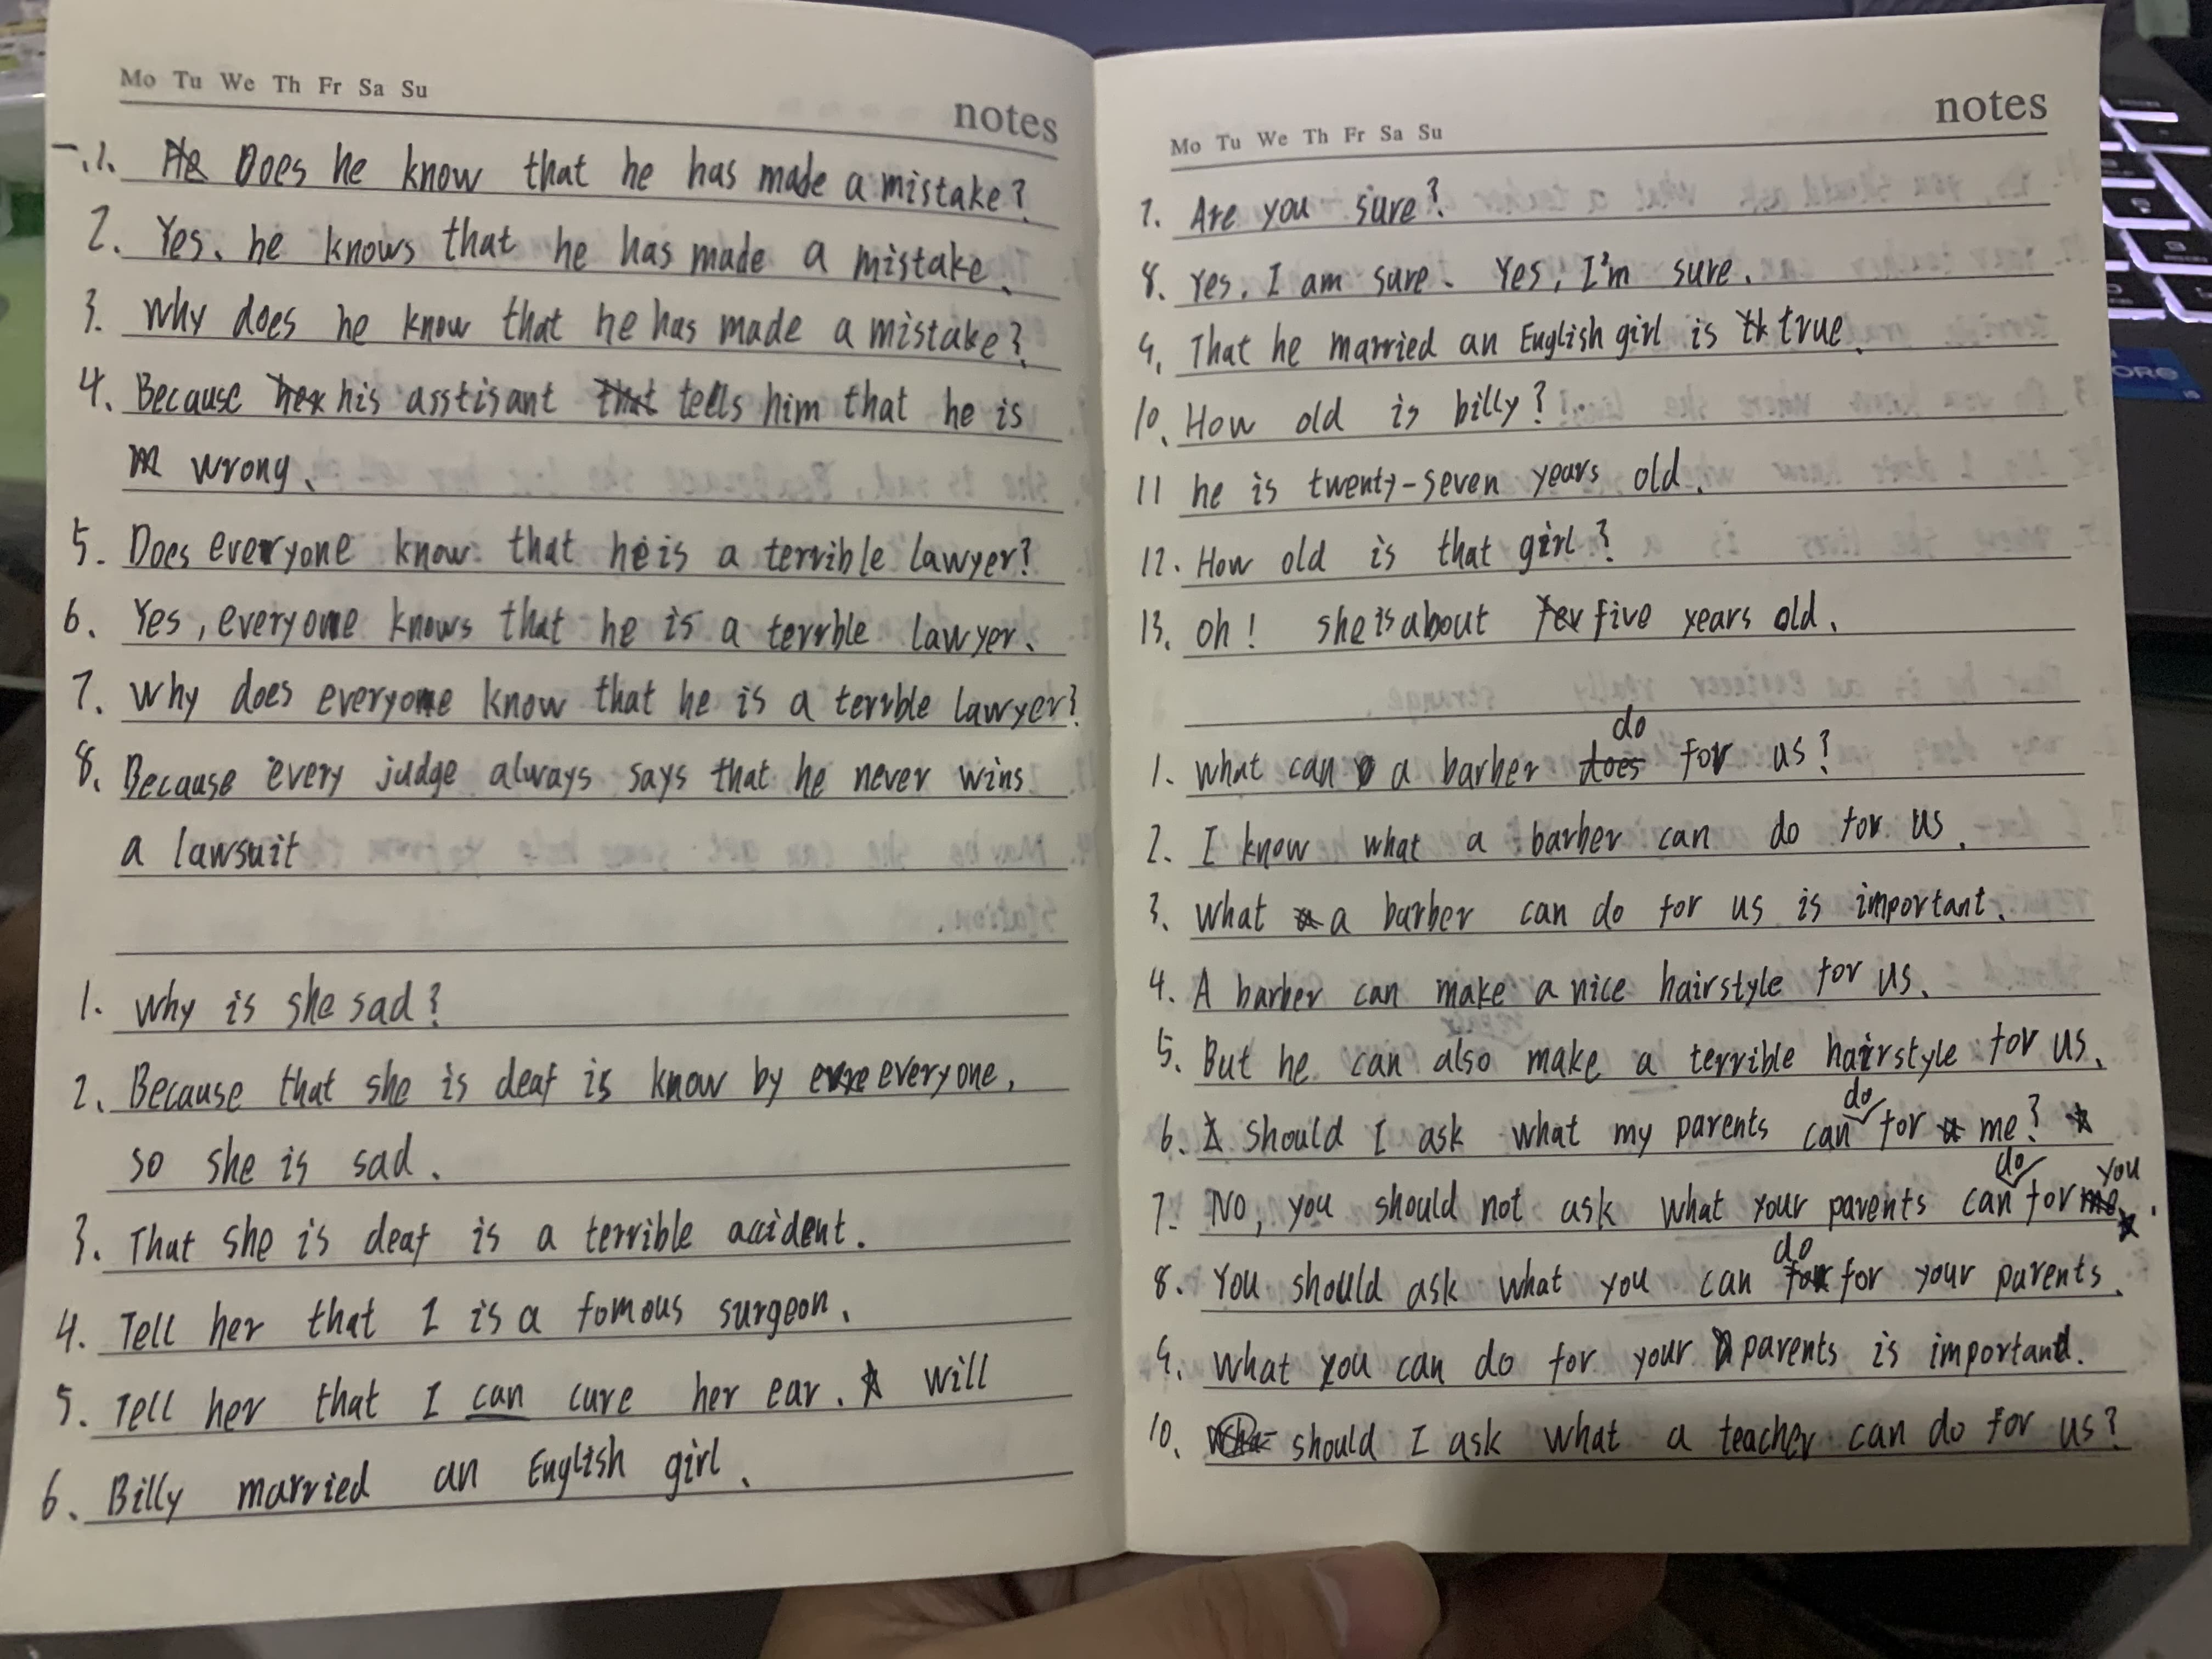 Mo Tu We Th Fr Sa Su
notes
一.1. Does he know that he has made a mistake?
2. Yes, he knows that he has made a mistake.
3. Why does he know that he has made a mistake?
4. Because his asstisant tells him that he is
wrong.
5. Does everyone know that he is a terrible lawyer?
6. Yes, everyone knows that he is a terrble lawyer.
7. Why does everyone know that he is a terrble lawyer?
8. Because every judge always says that he never wins
a lawsuit
1. Why is she sad?
2. Because that she is deaf is know by everyone,
so she is sad.
3. That she is deaf is a terrible accident.
4. Tell her that I is a fomous surgeon.
5. Tell her that I can cure her ear. will
6. Billy married an English girl.
Mo Tu We Th Fr Sa Su
notes
7. Are you sure?
8. Yes, I am sure. Yes, I'm sure.
9. That he married an English girl is true.
10. How old is billy?
11 he is twenty-seven years old.
12. How old is that girl?
13. oh! she is about five years old.
1. What can a barber do for us?
2. I know what a barber can do for us.
3. What a barber can do for us is important.
4. A barber can make a nice hairstyle for us.
5. But he can also make a terrible hairstyle for us.
6. should I ask what my parents can do for me?
7. No, you should not ask what your parents can do for you.
8. You should ask what you can do for your parents.
9. What you can do for your parents is important.
10. should I ask what a teacher can do for us?